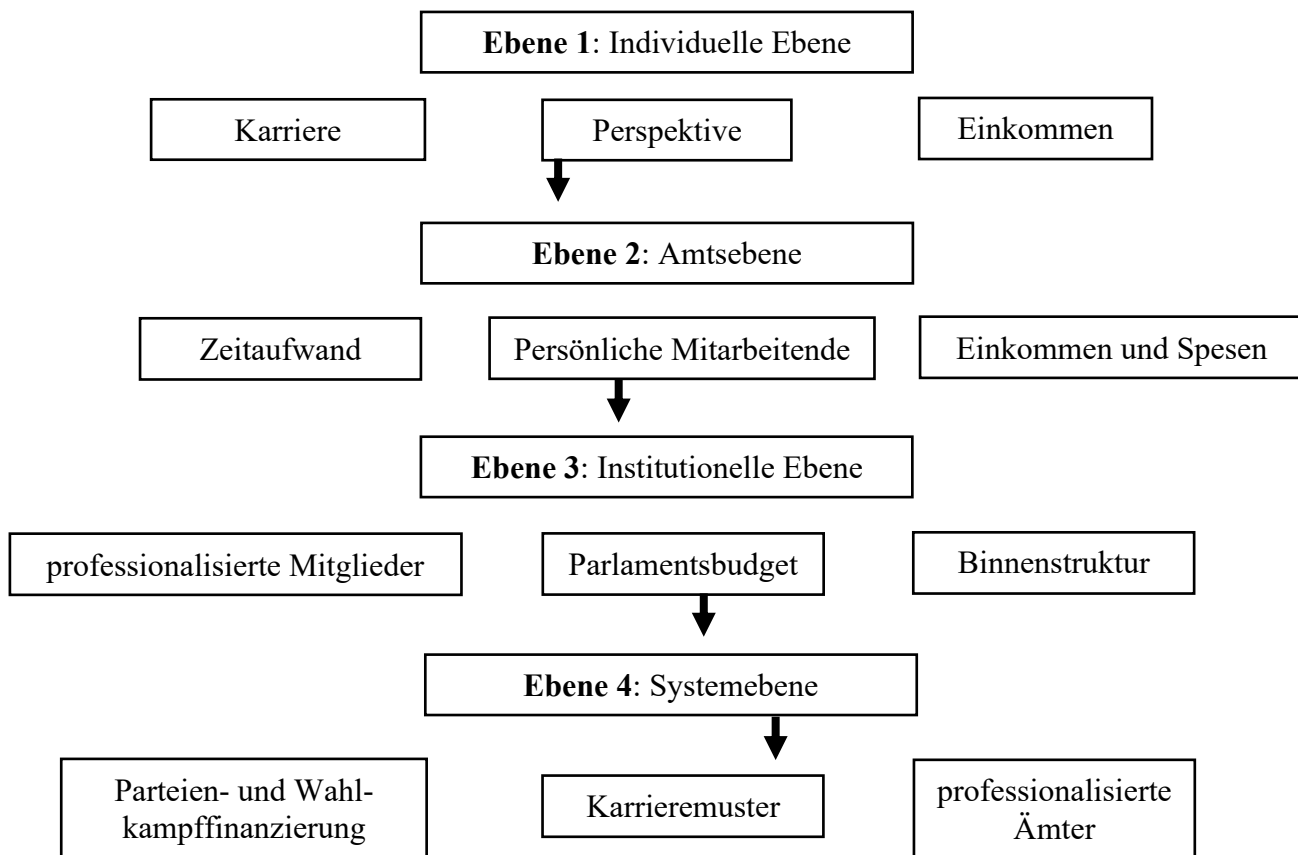 Ebene 1: Individuelle Ebene
Karriere
Perspektive
Einkommen
Ebene 2: Amtsebene
Zeitaufwand
Persönliche Mitarbeitende
Einkommen und Spesen
Ebene 3: Institutionelle Ebene
professionalisierte Mitglieder
Parlamentsbudget
Binnenstruktur
Ebene 4: Systemebene
Parteien- und Wahl-
kampffinanzierung
Karrieremuster
professionalisierte
Ämter